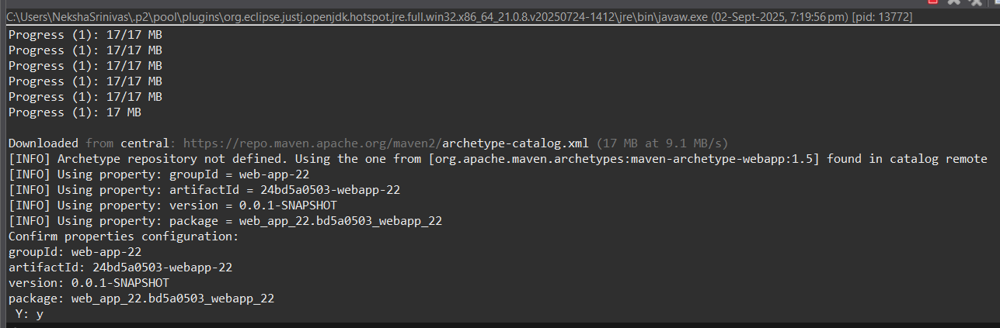 C:\Users\NekshaSrinivas\.p2\pool\plugins\org.eclipse.justj.openjdk.hotspot.jre.full.win32.x86_64_21.0.8.v20250724-1412\jre\bin\javaw.exe (02-Sept-2025, 7:19:56 pm) [pid: 13772]
Progress (1): 17/17 MB
Progress (1): 17/17 MB
Progress (1): 17/17 MB
Progress (1): 17/17 MB
Progress (1): 17/17 MB
Progress (1): 17 MB
Downloaded from central: https://repo.maven.apache.org/maven2/archetype-catalog.xml (17 MB at 9.1 MB/s)
[INFO] Archetype repository not defined. Using the one from [org.apache.maven.archetypes:maven-archetype-webapp:1.5] found in catalog remote
[INFO] Using property: groupId = web-app-22
[INFO] Using property: artifactId = 24bd5a0503-webapp-22
[INFO] Using property: version = 0.0.1-SNAPSHOT
[INFO] Using property: package = web_app_22.bd5a0503_webapp_22
Confirm properties configuration:
groupId: web-app-22
artifactId: 24bd5a0503-webapp-22
version: 0.0.1-SNAPSHOT
package: web_app_22.bd5a0503_webapp_22
Y: y